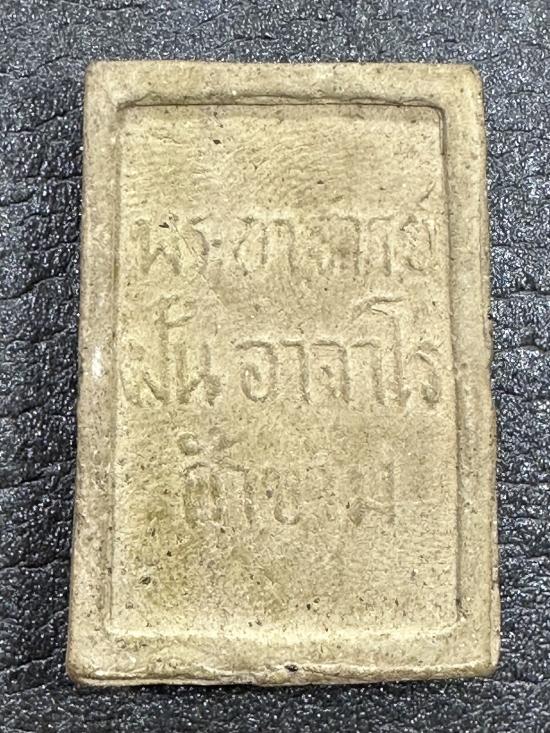 พระอาจารย์
ฝั้น อาจาโร
ถ้ำขาม